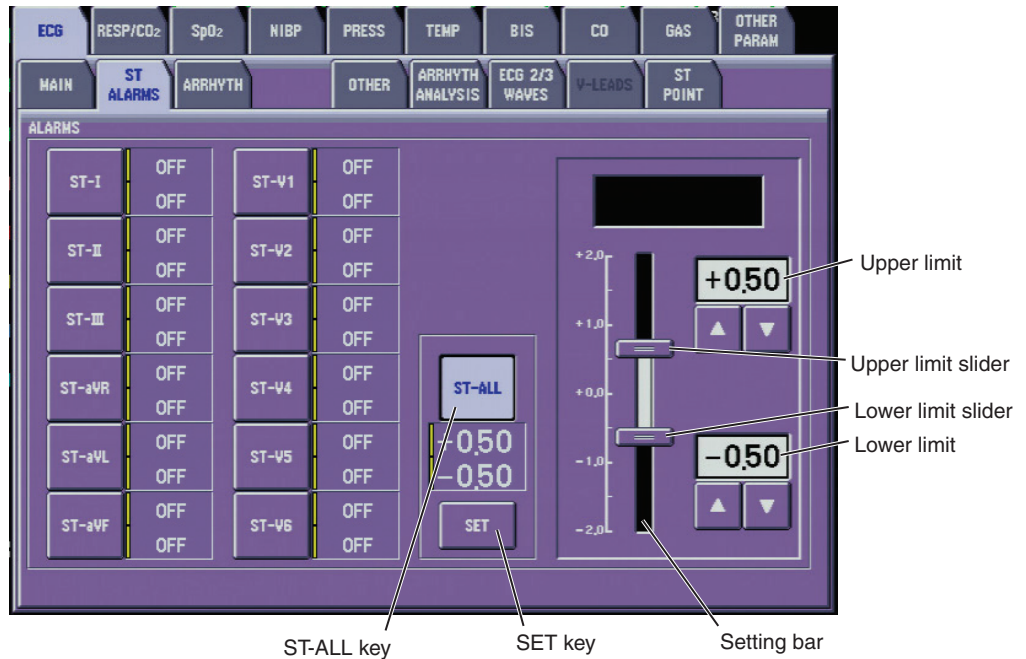 ECG RESP/CO2 SpO2 NIBP PRESS TEMP BIS CO GAS OTHER PARAM
MAIN ST ALARMS ARRHYTH OTHER ARRHYTH ANALYSIS ECG 2/3 WAVES V-LEADS ST POINT
ALARMS
ST-I OFF OFF ST-V1 OFF OFF
ST-II OFF OFF ST-V2 OFF OFF
ST-III OFF OFF ST-V3 OFF OFF
ST-aVR OFF OFF ST-V4 OFF OFF
ST-aVL OFF OFF ST-V5 OFF OFF
ST-aVF OFF OFF ST-V6 OFF OFF
ST-ALL
0.50
-0.50
SET
+2.0
+1.0
+0.0
-1.0
-2.0
+0.50
-0.50
Upper limit
Upper limit slider
Lower limit slider
Lower limit
ST-ALL key SET key Setting bar